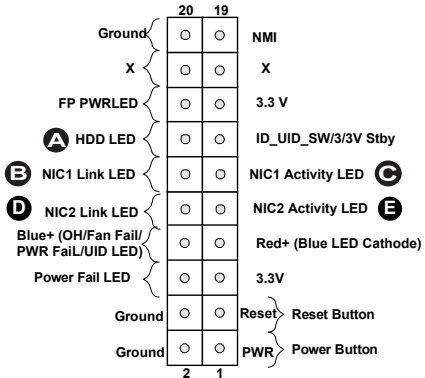 20 19
Ground NMI
X X
FP PWRLED 3.3 V
A HDD LED ID_UID_SW/3/3V Stby
B NIC1 Link LED NIC1 Activity LED C
D NIC2 Link LED NIC2 Activity LED E
Blue+ (OH/Fan Fail/
PWR FaiL/UID LED) Red+ (Blue LED Cathode)
Power Fail LED 3.3V
Ground Reset Reset Button
Ground PWR Power Button
2 1